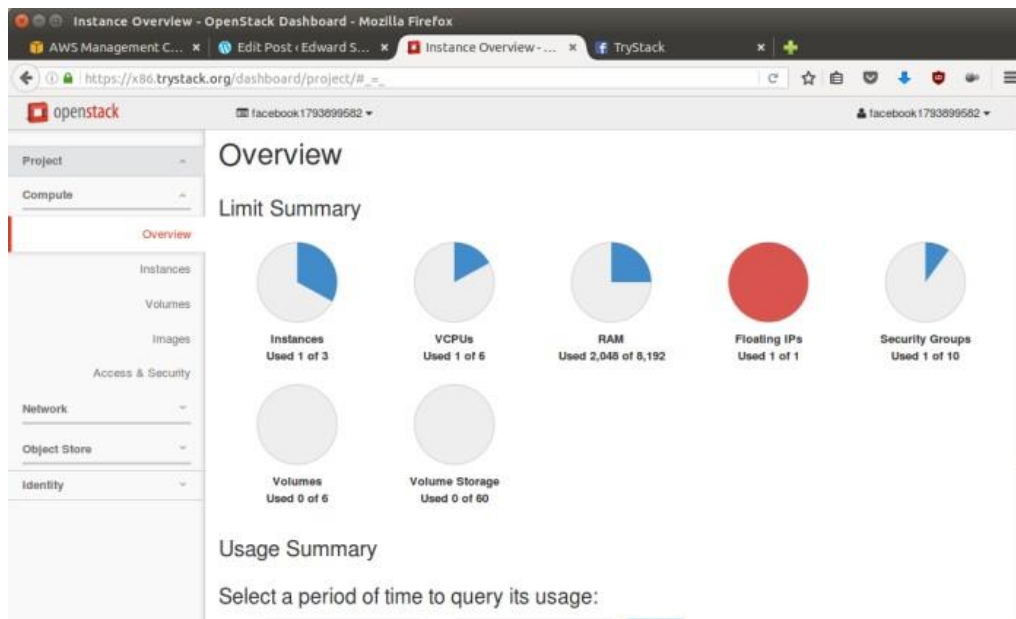 Instance Overview - OpenStack Dashboard - Mozilla Firefox
AWS Management C... × Edit Post ‹ Edward S... × Instance Overview - ... × TryStack ×
https://x86.trystack.org/dashboard/project/#_=_
openstack facebook1793899582 facebook1793899582
Project
Compute
Overview
Instances
Volumes
Images
Access & Security
Network
Object Store
Identity
Overview
Limit Summary
Instances
Used 1 of 3
VCPUs
Used 1 of 6
RAM
Used 2,048 of 8,192
Floating IPs
Used 1 of 1
Security Groups
Used 1 of 10
Volumes
Used 0 of 6
Volume Storage
Used 0 of 60
Usage Summary
Select a period of time to query its usage: